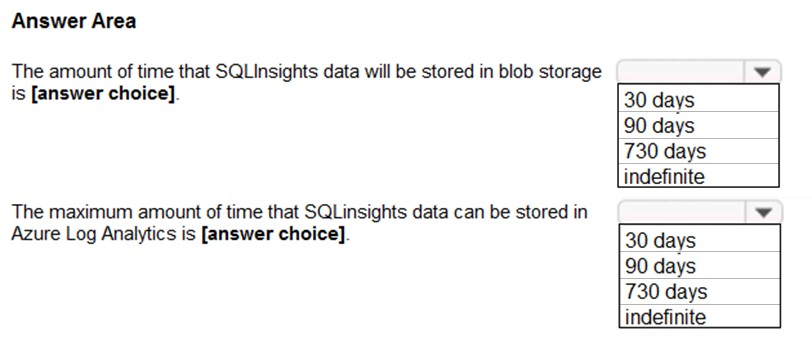 Answer Area
The amount of time that SQLInsights data will be stored in blob storage
is [answer choice].
30 days
90 days
730 days
indefinite
The maximum amount of time that SQLinsights data can be stored in
Azure Log Analytics is [answer choice].
30 days
90 days
730 days
indefinite